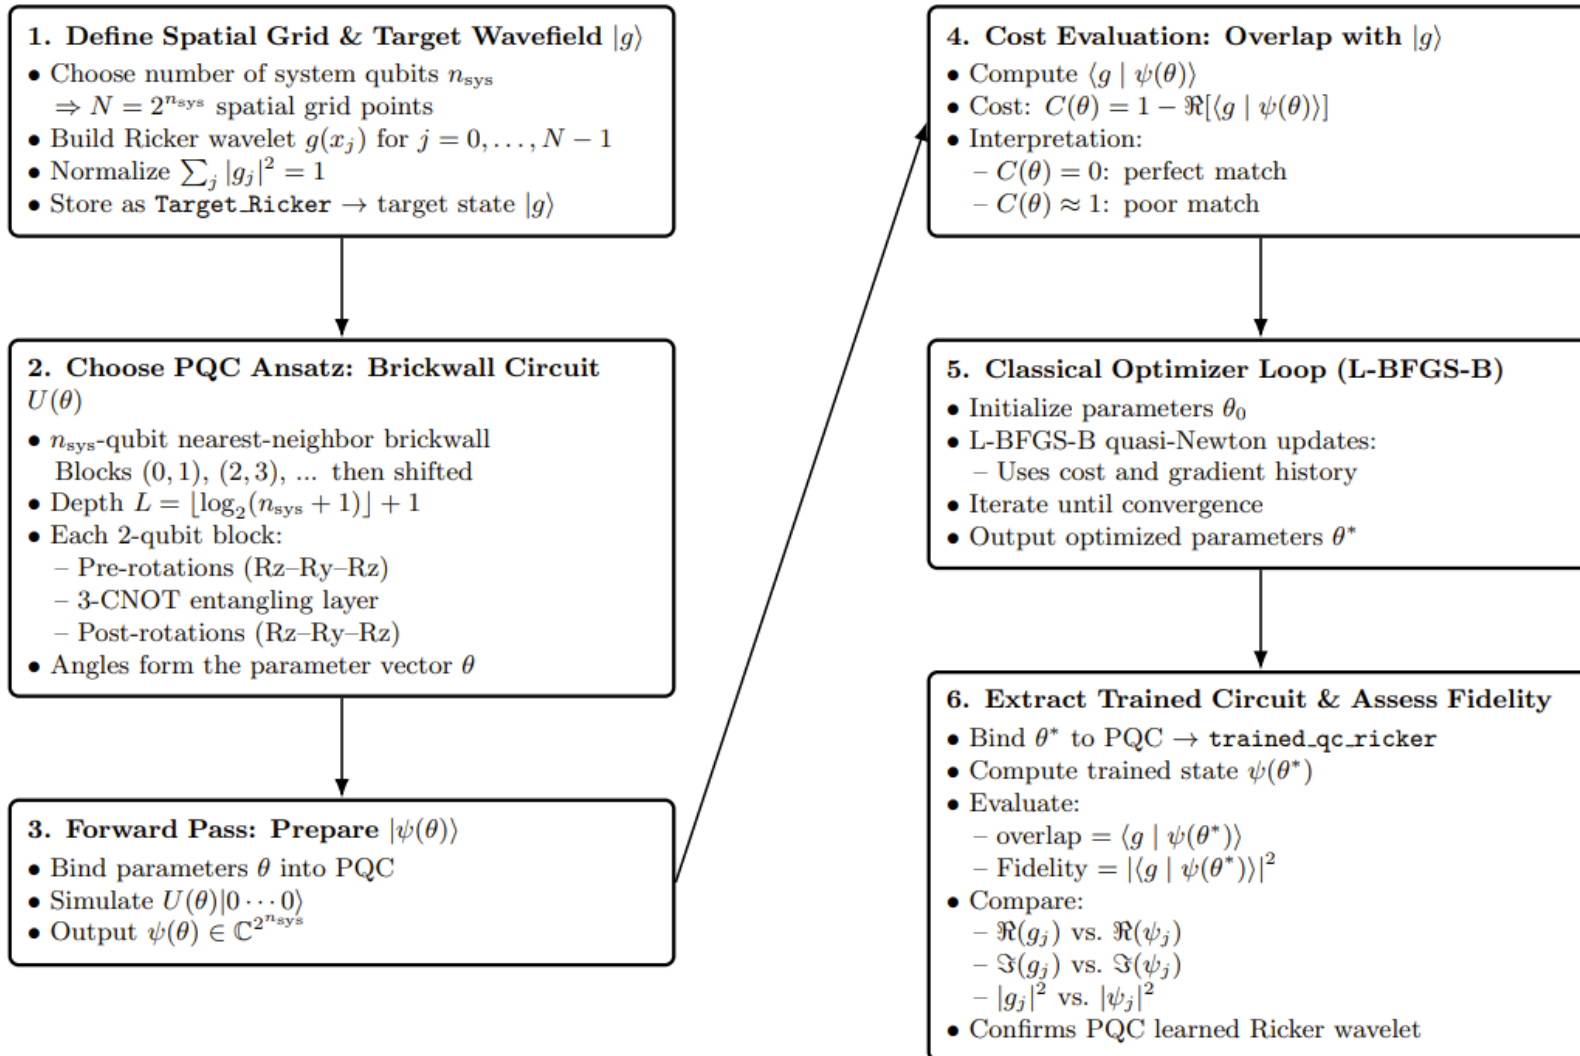 1. Define Spatial Grid & Target Wavefield |g⟩
• Choose number of system qubits n_sys
⇒ N = 2^{n_sys} spatial grid points
• Build Ricker wavelet g(x_j) for j = 0, . . . , N − 1
• Normalize ∑_j |g_j|² = 1
• Store as Target_Ricker → target state |g⟩
2. Choose PQC Ansatz: Brickwall Circuit
U(θ)
• n_sys-qubit nearest-neighbor brickwall
Blocks (0, 1), (2, 3), ... then shifted
• Depth L = ⌊log₂(n_sys + 1)⌋ + 1
• Each 2-qubit block:
– Pre-rotations (Rz–Ry–Rz)
– 3-CNOT entangling layer
– Post-rotations (Rz–Ry–Rz)
• Angles form the parameter vector θ
3. Forward Pass: Prepare |ψ(θ)⟩
• Bind parameters θ into PQC
• Simulate U(θ)|0 · · · 0⟩
• Output ψ(θ) ∈ ℂ^{2^{n_sys}}
4. Cost Evaluation: Overlap with |g⟩
• Compute ⟨g | ψ(θ)⟩
• Cost: C(θ) = 1 − ℜ[⟨g | ψ(θ)⟩]
• Interpretation:
– C(θ) = 0: perfect match
– C(θ) ≈ 1: poor match
5. Classical Optimizer Loop (L-BFGS-B)
• Initialize parameters θ₀
• L-BFGS-B quasi-Newton updates:
– Uses cost and gradient history
• Iterate until convergence
• Output optimized parameters θ*
6. Extract Trained Circuit & Assess Fidelity
• Bind θ* to PQC → trained_qc_ricker
• Compute trained state ψ(θ*)
• Evaluate:
– overlap = ⟨g | ψ(θ*)⟩
– Fidelity = |⟨g | ψ(θ*)⟩|²
• Compare:
– ℜ(g_j) vs. ℜ(ψ_j)
– ℑ(g_j) vs. ℑ(ψ_j)
– |g_j|² vs. |ψ_j|²
• Confirms PQC learned Ricker wavelet